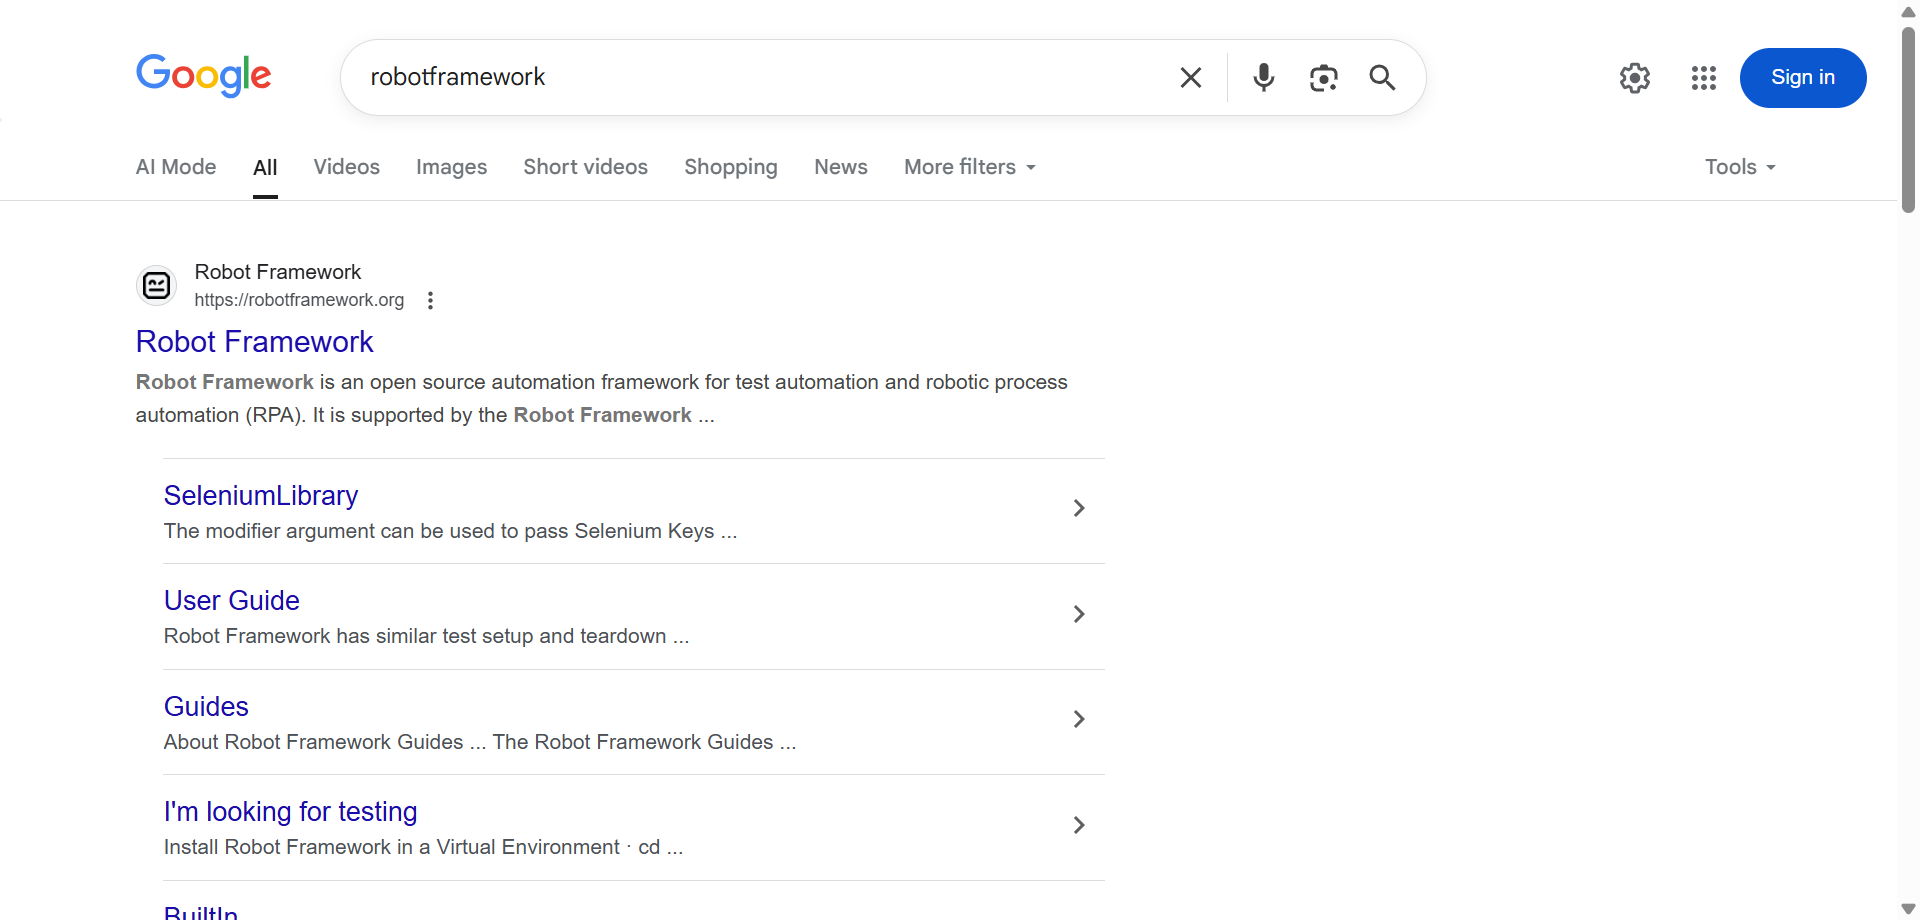 Google
robotframework
Sign in
AI Mode
All
Videos
Images
Short videos
Shopping
News
More filters
Tools
Robot Framework
https://robotframework.org
Robot Framework
Robot Framework is an open source automation framework for test automation and robotic process
automation (RPA). It is supported by the Robot Framework ...
SeleniumLibrary
The modifier argument can be used to pass Selenium Keys ...
User Guide
Robot Framework has similar test setup and teardown ...
Guides
About Robot Framework Guides ... The Robot Framework Guides ...
I'm looking for testing
Install Robot Framework in a Virtual Environment · cd ...
BuiltIn